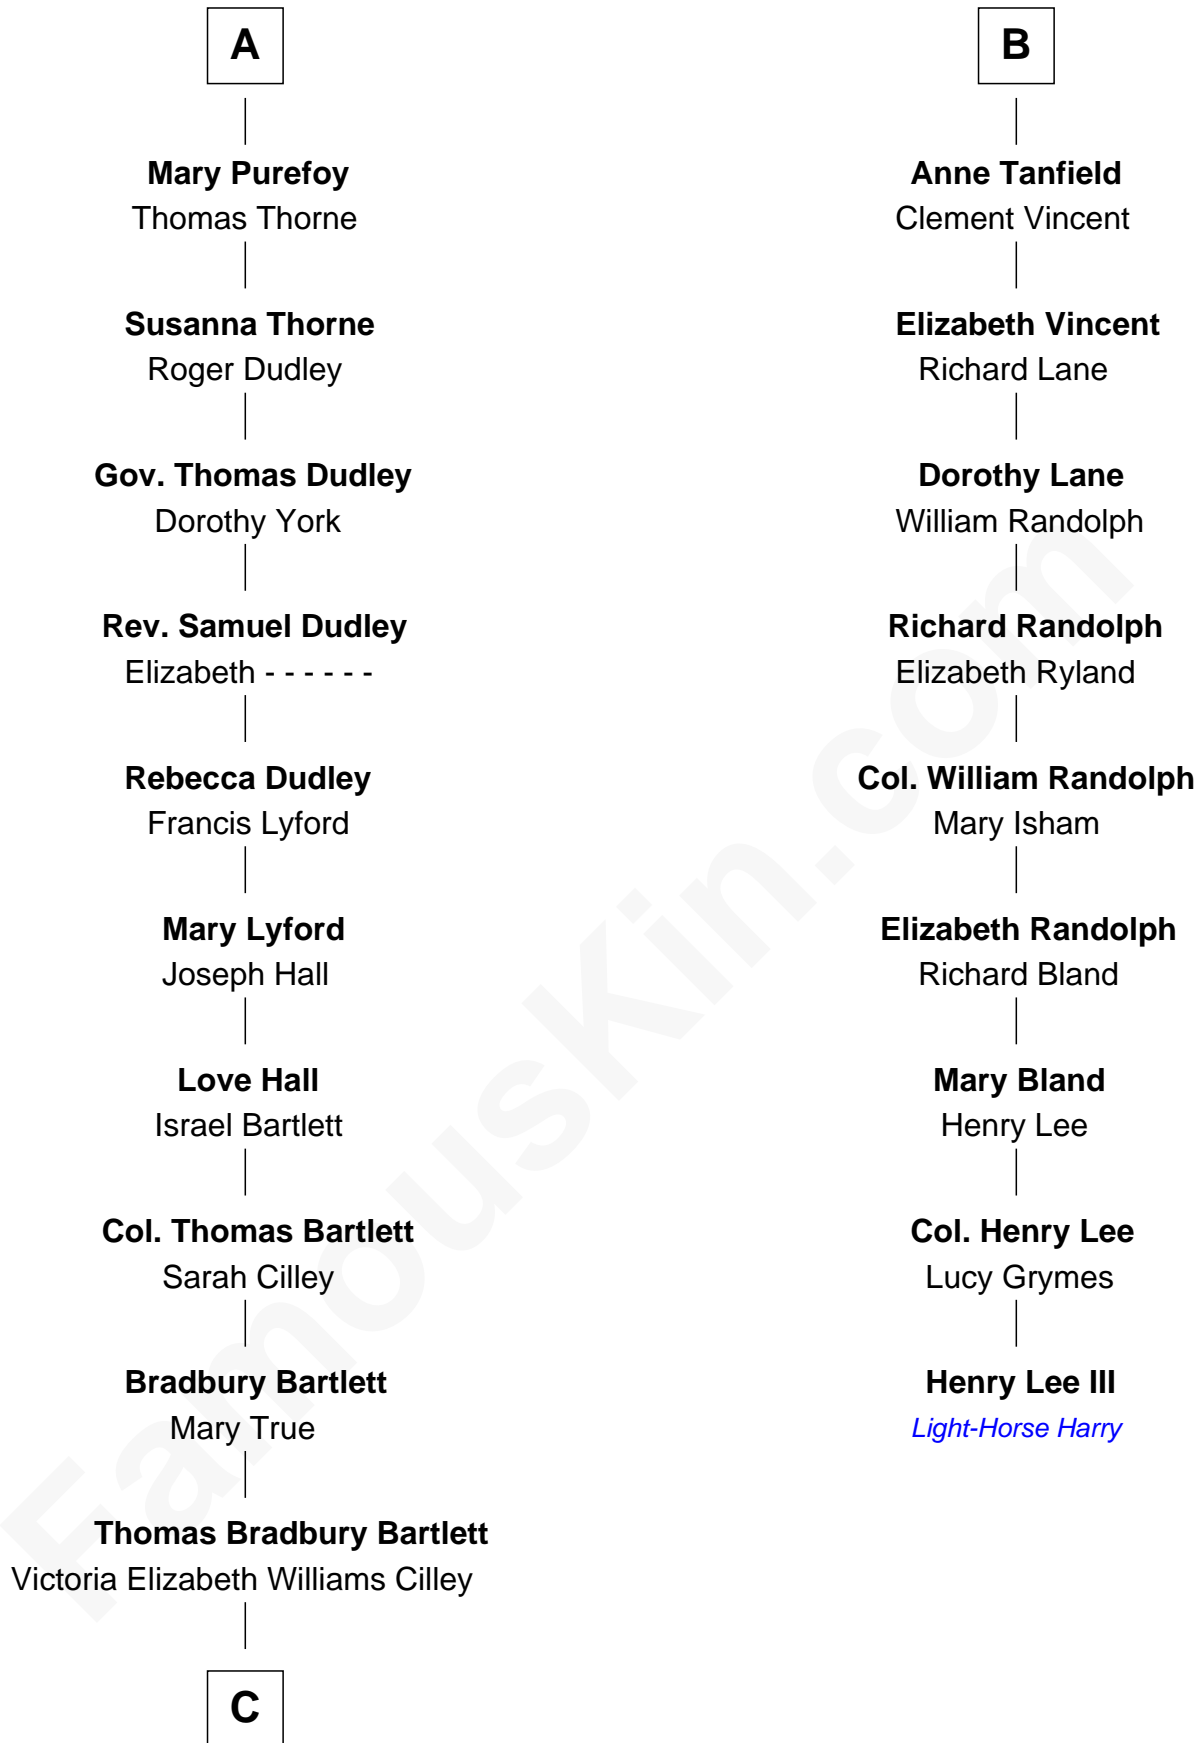 A
Mary Purefoy
Thomas Thorne
Susanna Thorne
Roger Dudley
Gov. Thomas Dudley
Dorothy York
Rev. Samuel Dudley
Elizabeth - - - - - -
Rebecca Dudley
Francis Lyford
Mary Lyford
Joseph Hall
Love Hall
Israel Bartlett
Col. Thomas Bartlett
Sarah Cilley
Bradbury Bartlett
Mary True
Thomas Bradbury Bartlett
Victoria Elizabeth Williams Cilley
C
B
Anne Tanfield
Clement Vincent
Elizabeth Vincent
Richard Lane
Dorothy Lane
William Randolph
Richard Randolph
Elizabeth Ryland
Col. William Randolph
Mary Isham
Elizabeth Randolph
Richard Bland
Mary Bland
Henry Lee
Col. Henry Lee
Lucy Grymes
Henry Lee III
Light-Horse Harry
FamousKin.com